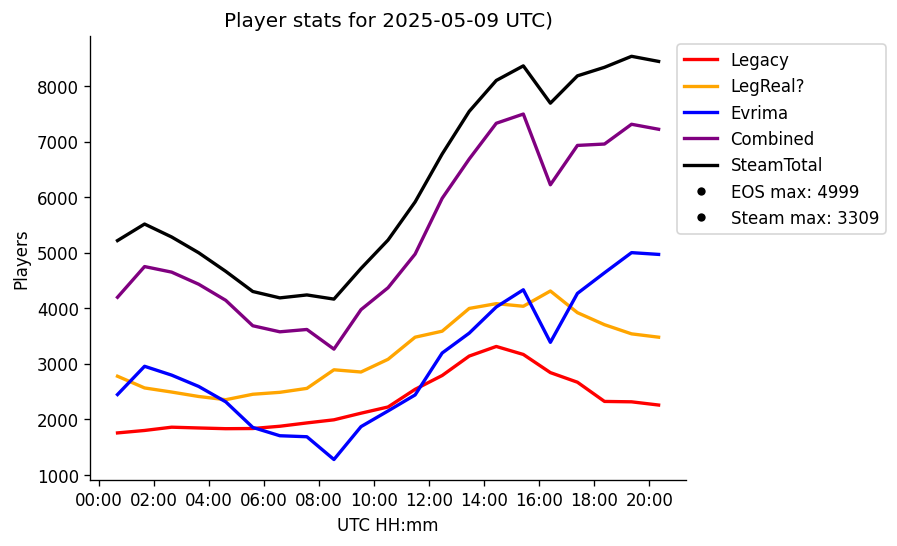 Player stats for 2025-05-09 UTC)
Legacy
LegReal?
Evrima
Combined
SteamTotal
EOS max: 4999
Steam max: 3309
Players
8000
7000
6000
5000
4000
3000
2000
1000
00:00 02:00 04:00 06:00 08:00 10:00 12:00 14:00 16:00 18:00 20:00
UTC HH:mm